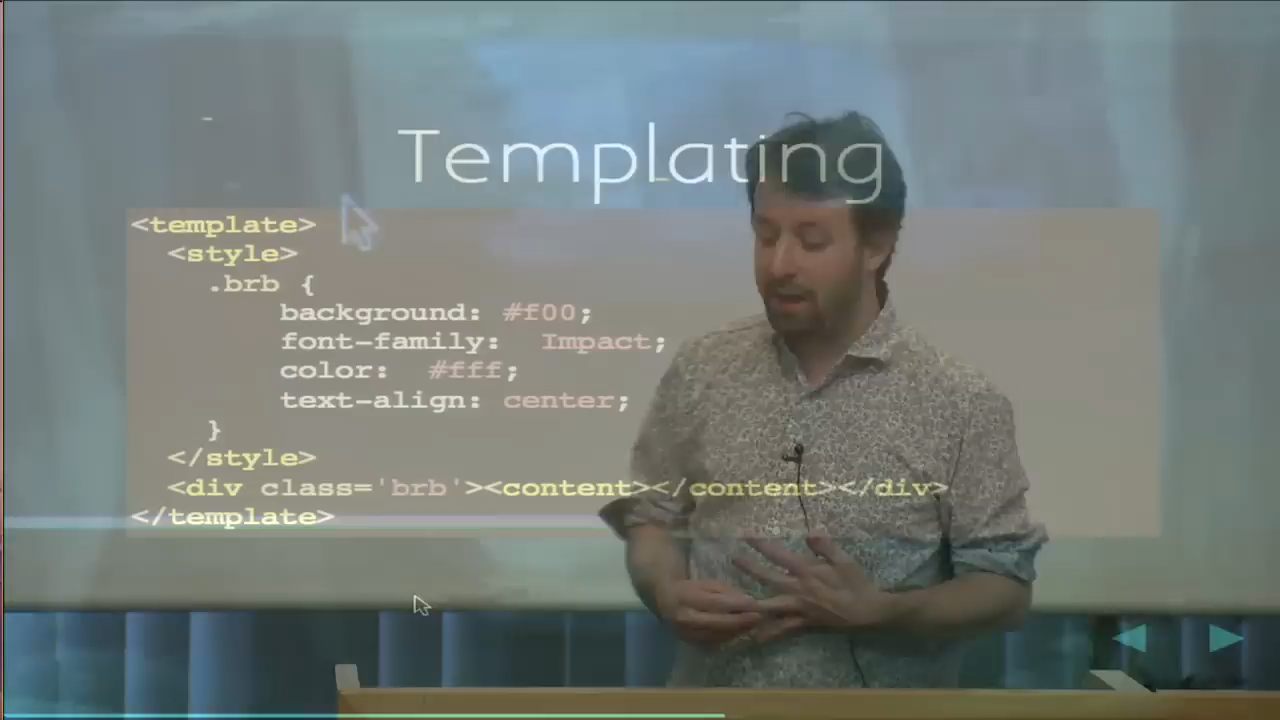 Templating
<template>
<style>
.brb {
background: #f00;
font-family: Impact;
color: #fff;
text-align: center;
}
</style>
<div class='brb'><content></content></div>
</template>